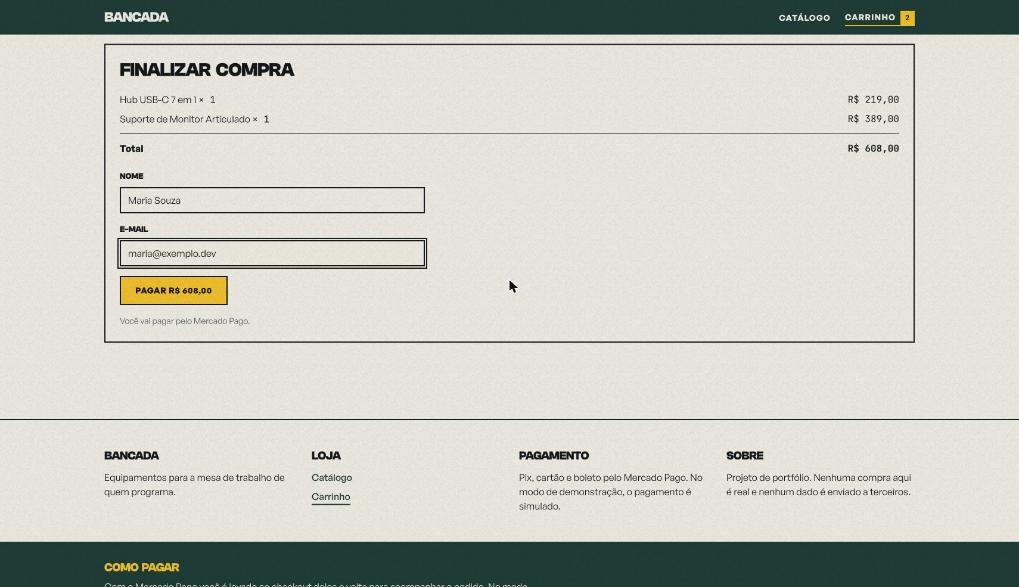 BANCADA
CATÁLOGO
CARRINHO 2
FINALIZAR COMPRA
Hub USB-C 7 em 1 × 1 R$ 219,00
Suporte de Monitor Articulado × 1 R$ 389,00
Total R$ 608,00
NOME
Maria Souza
E-MAIL
maria@exemplo.dev
PAGAR R$ 608,00
Você vai pagar pelo Mercado Pago.
BANCADA
Equipamentos para a mesa de trabalho de
quem programa.
LOJA
Catálogo
Carrinho
PAGAMENTO
Pix, cartão e boleto pelo Mercado Pago. No
modo de demonstração, o pagamento é
simulado.
SOBRE
Projeto de portfólio. Nenhuma compra aqui
é real e nenhum dado é enviado a terceiros.
COMO PAGAR